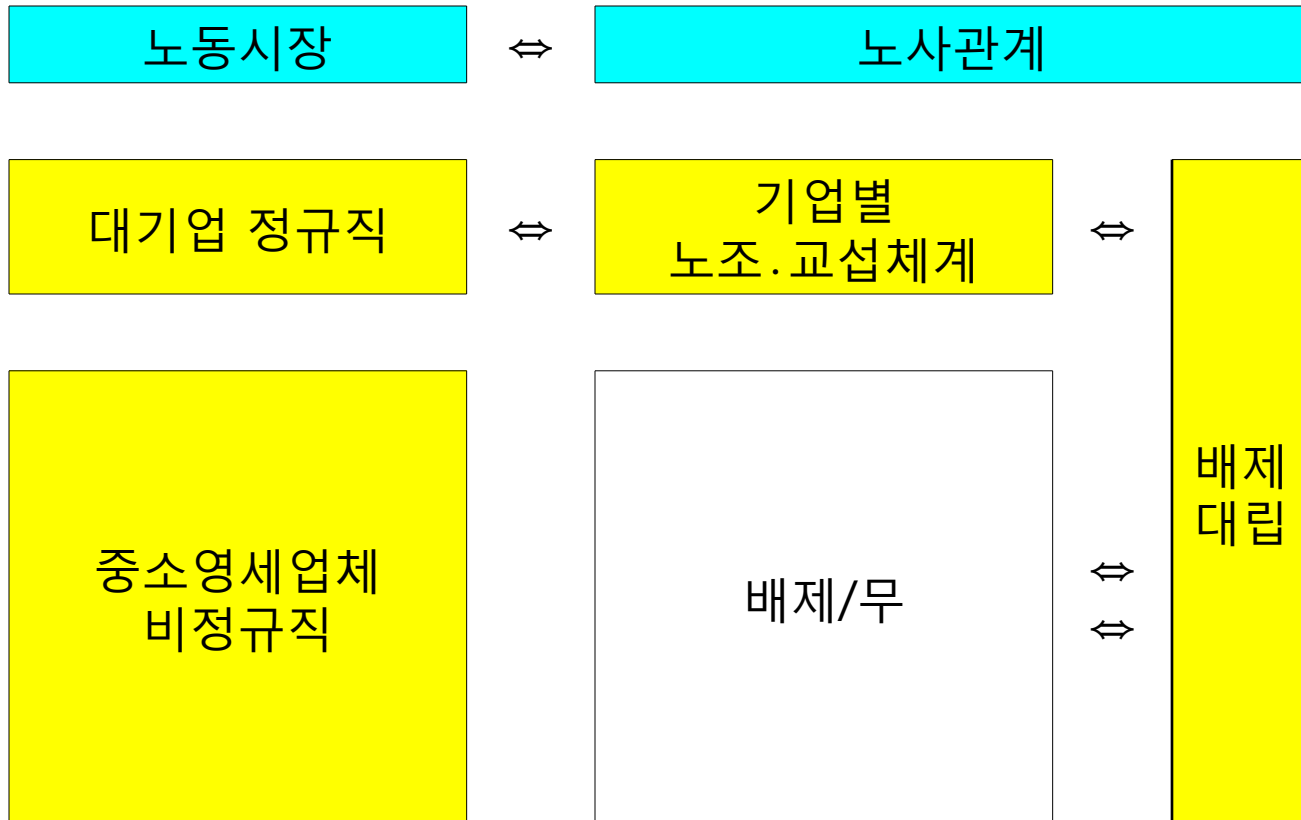 노동시장
⇔
노사관계
대기업 정규직
⇔
기업별
노조.교섭체계
⇔
중소영세업체
비정규직
배제/무
⇔
⇔
배제
대립